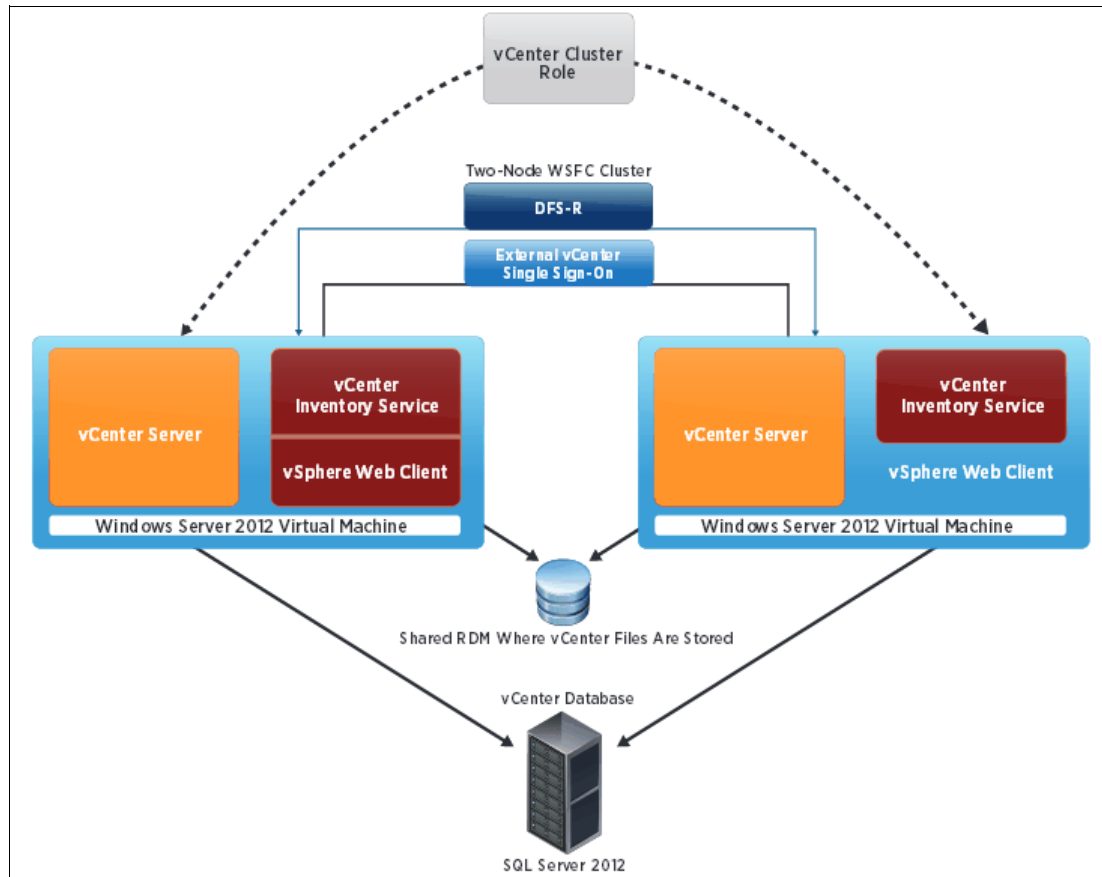 vCenter Cluster
Role
Two-Node WSFC Cluster
DFS-R
External vCenter
Single Sign-On
vCenter Server
vCenter
Inventory Service
vSphere Web Client
Windows Server 2012 Virtual Machine
vCenter Server
vCenter
Inventory Service
vSphere Web Client
Windows Server 2012 Virtual Machine
Shared RDM Where vCenter Files Are Stored
vCenter Database
SQL Server 2012